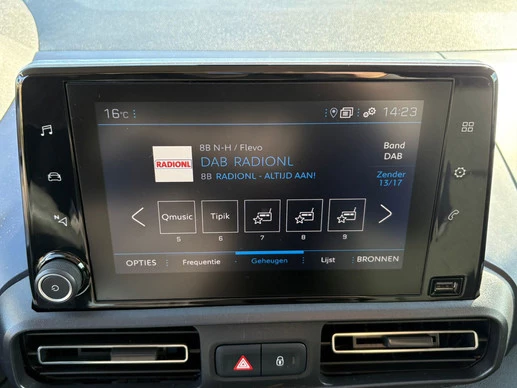 16°C
14:23
8B N-H / Flevo
Band
DAB
RADIONL
DAB RADIONL
8B RADIONL - ALTIJD AAN!
Zender
13/17
Qmusic
Tipik
5 6 7 8 9
OPTIES Frequentie Geheugen Lijst BRONNEN
N